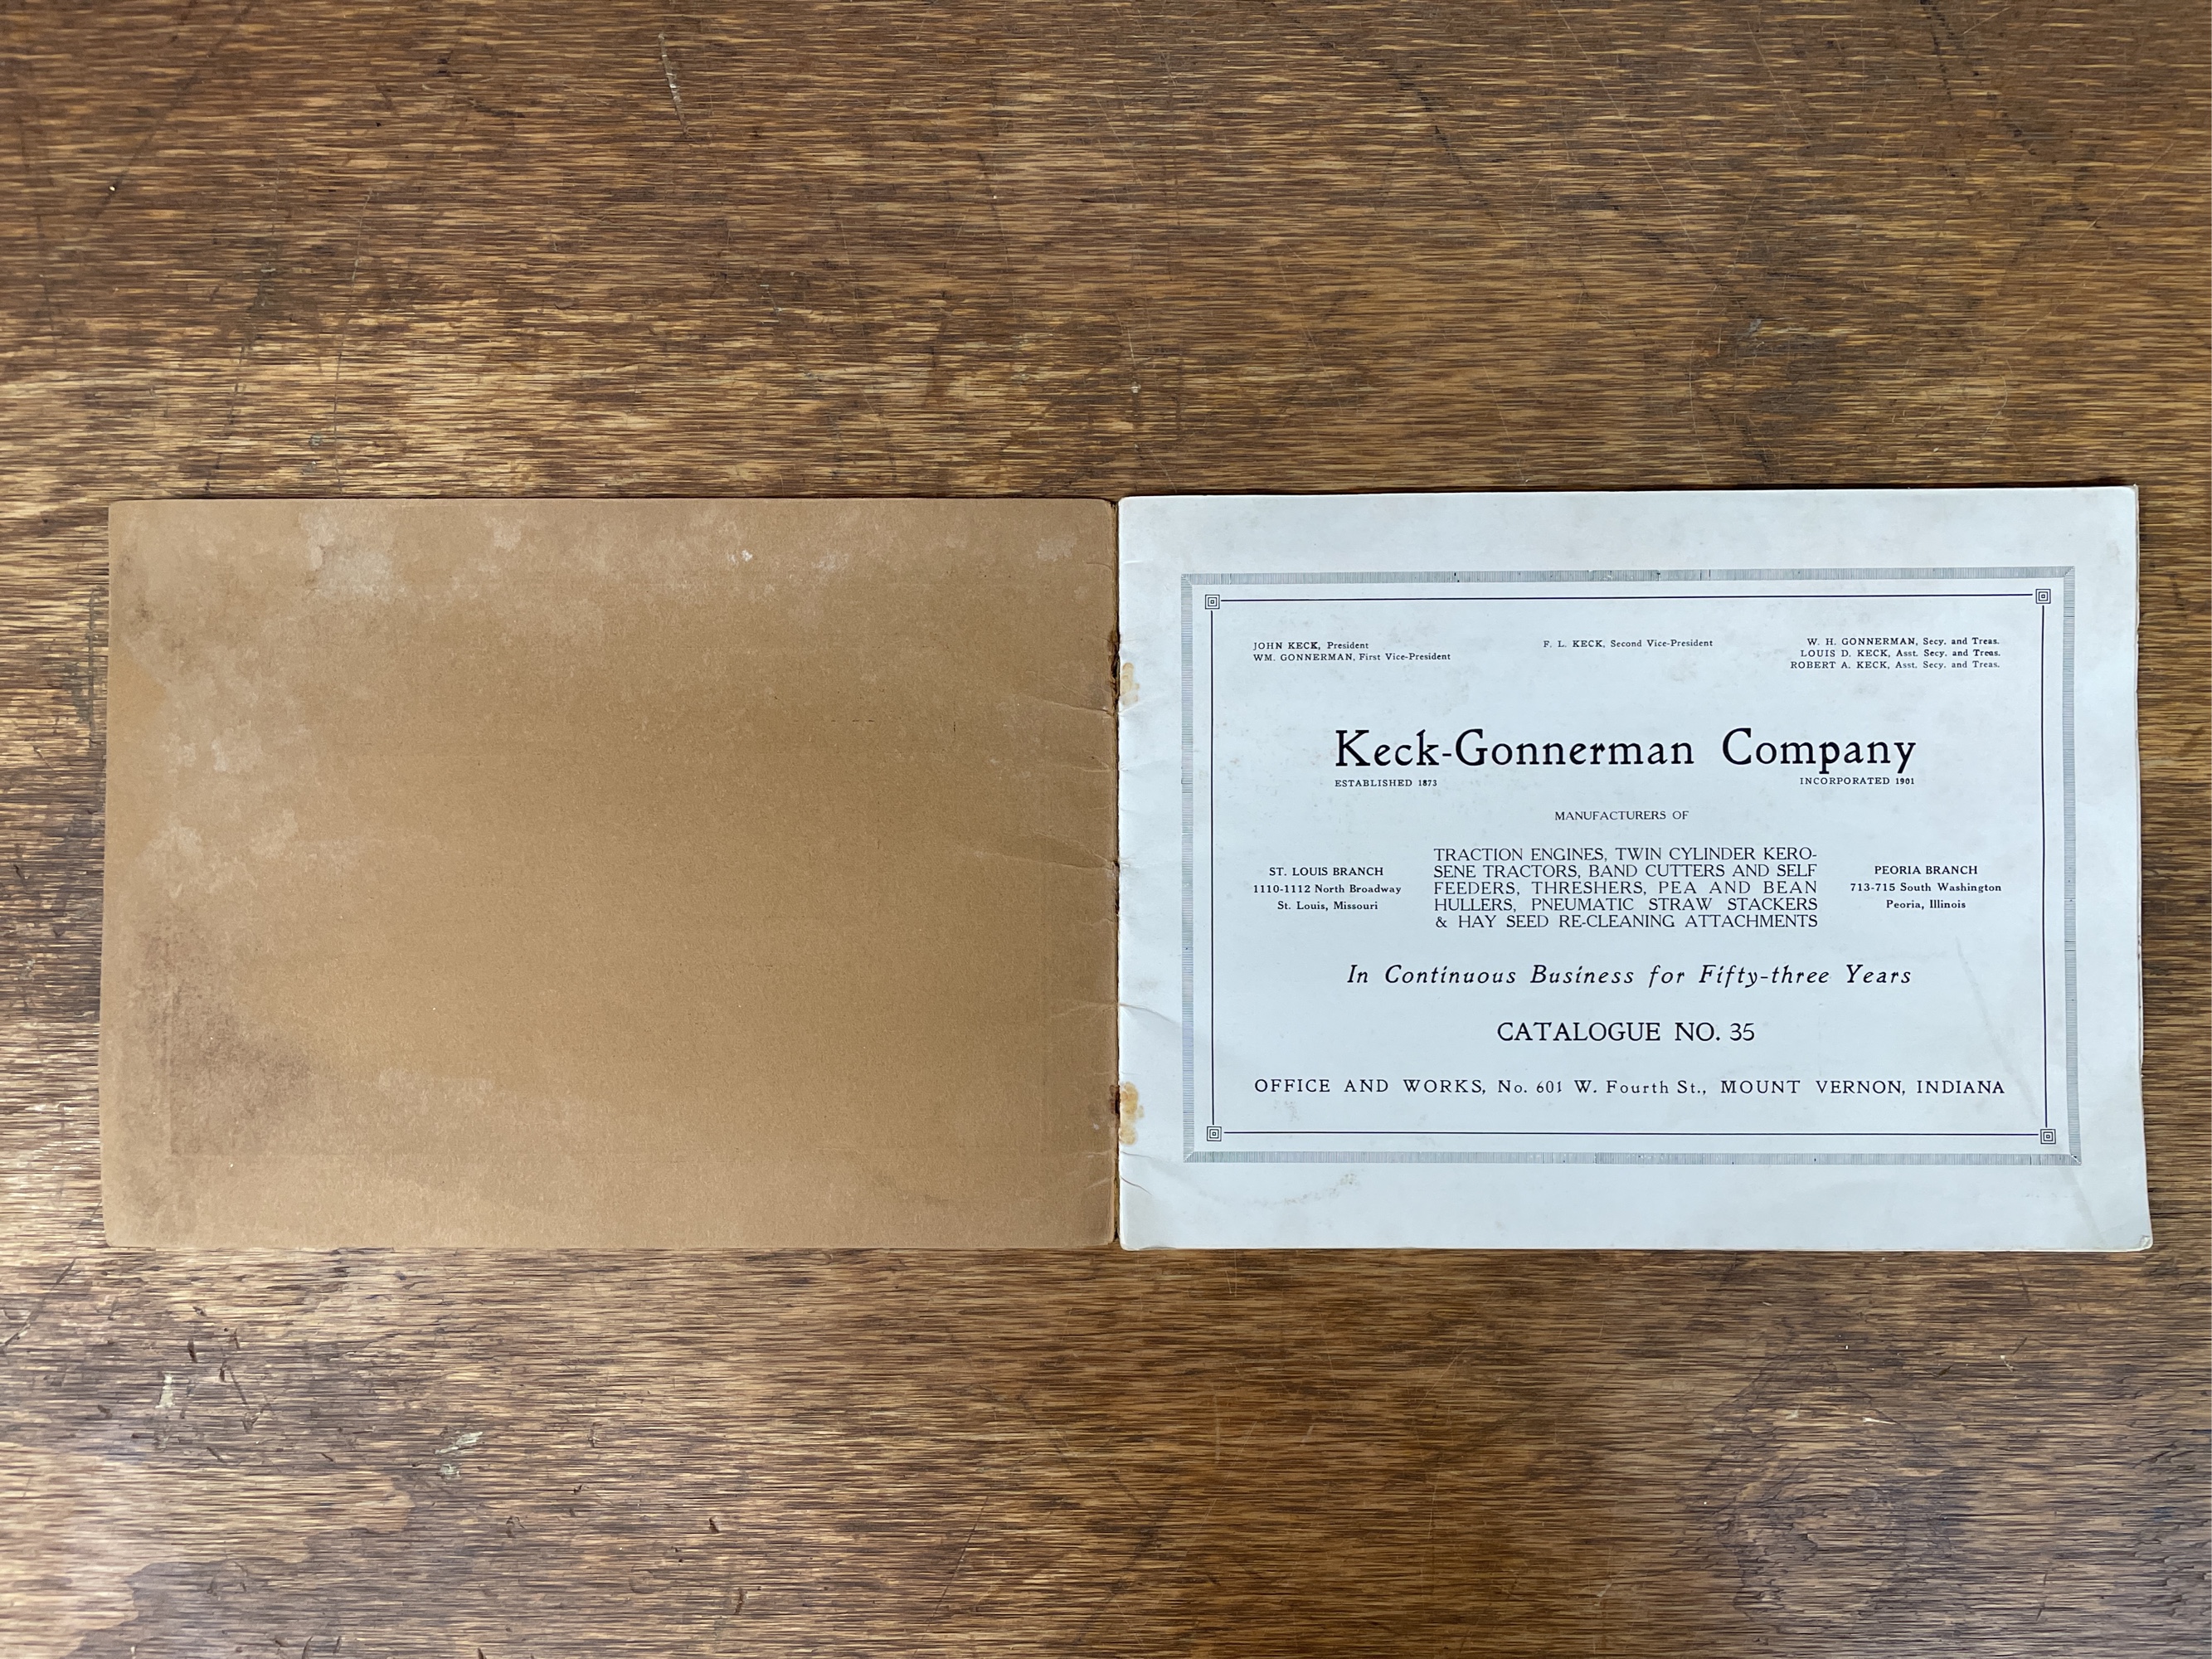 JOHN KECK, President
WM. GONNERMAN, First Vice-President
F. L. KECK, Second Vice-President
W. H. GONNERMAN, Secy. and Treas.
LOUIS D. KECK, Asst. Secy. and Treas.
ROBERT A. KECK, Asst. Secy. and Treas.
Keck-Gonnerman Company
ESTABLISHED 1873
INCORPORATED 1901
MANUFACTURERS OF
ST. LOUIS BRANCH
1110-1112 North Broadway
St. Louis, Missouri
TRACTION ENGINES, TWIN CYLINDER KERO-
SENE TRACTORS, BAND CUTTERS AND SELF
FEEDERS, THRESHERS, PEA AND BEAN
HULLERS, PNEUMATIC STRAW STACKERS
& HAY SEED RE-CLEANING ATTACHMENTS
PEORIA BRANCH
713-715 South Washington
Peoria, Illinois
In Continuous Business for Fifty-three Years
CATALOGUE NO. 35
OFFICE AND WORKS, No. 601 W. Fourth St., MOUNT VERNON, INDIANA